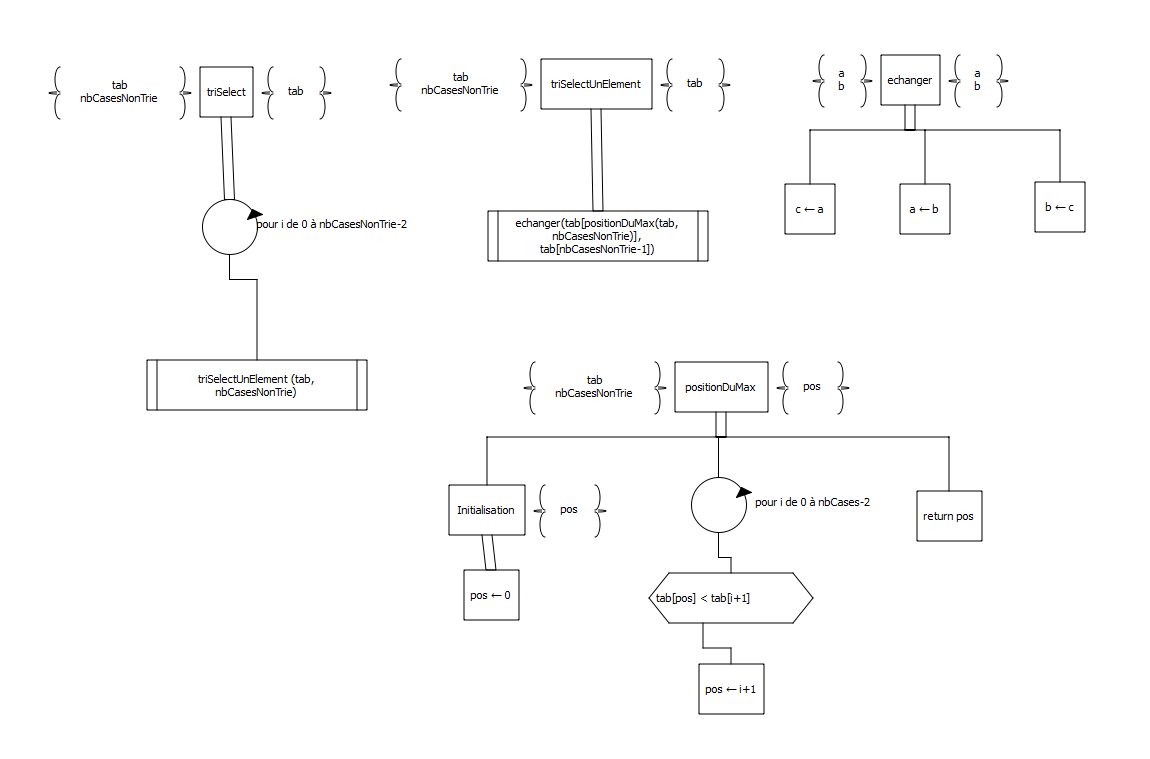 tab
nbCasesNonTrie
triSelect
tab
pour i de 0 à nbCasesNonTrie-2
triSelectUnElement (tab,
nbCasesNonTrie)
tab
nbCasesNonTrie
triSelectUnElement
tab
echanger(tab[positionDuMax(tab,
nbCasesNonTrie)],
tab[nbCasesNonTrie-1])
a
b
echanger
a
b
c ← a
a ← b
b ← c
tab
nbCasesNonTrie
positionDuMax
pos
Initialisation
pos
pos ← 0
pour i de 0 à nbCases-2
tab[pos] < tab[i+1]
pos ← i+1
return pos